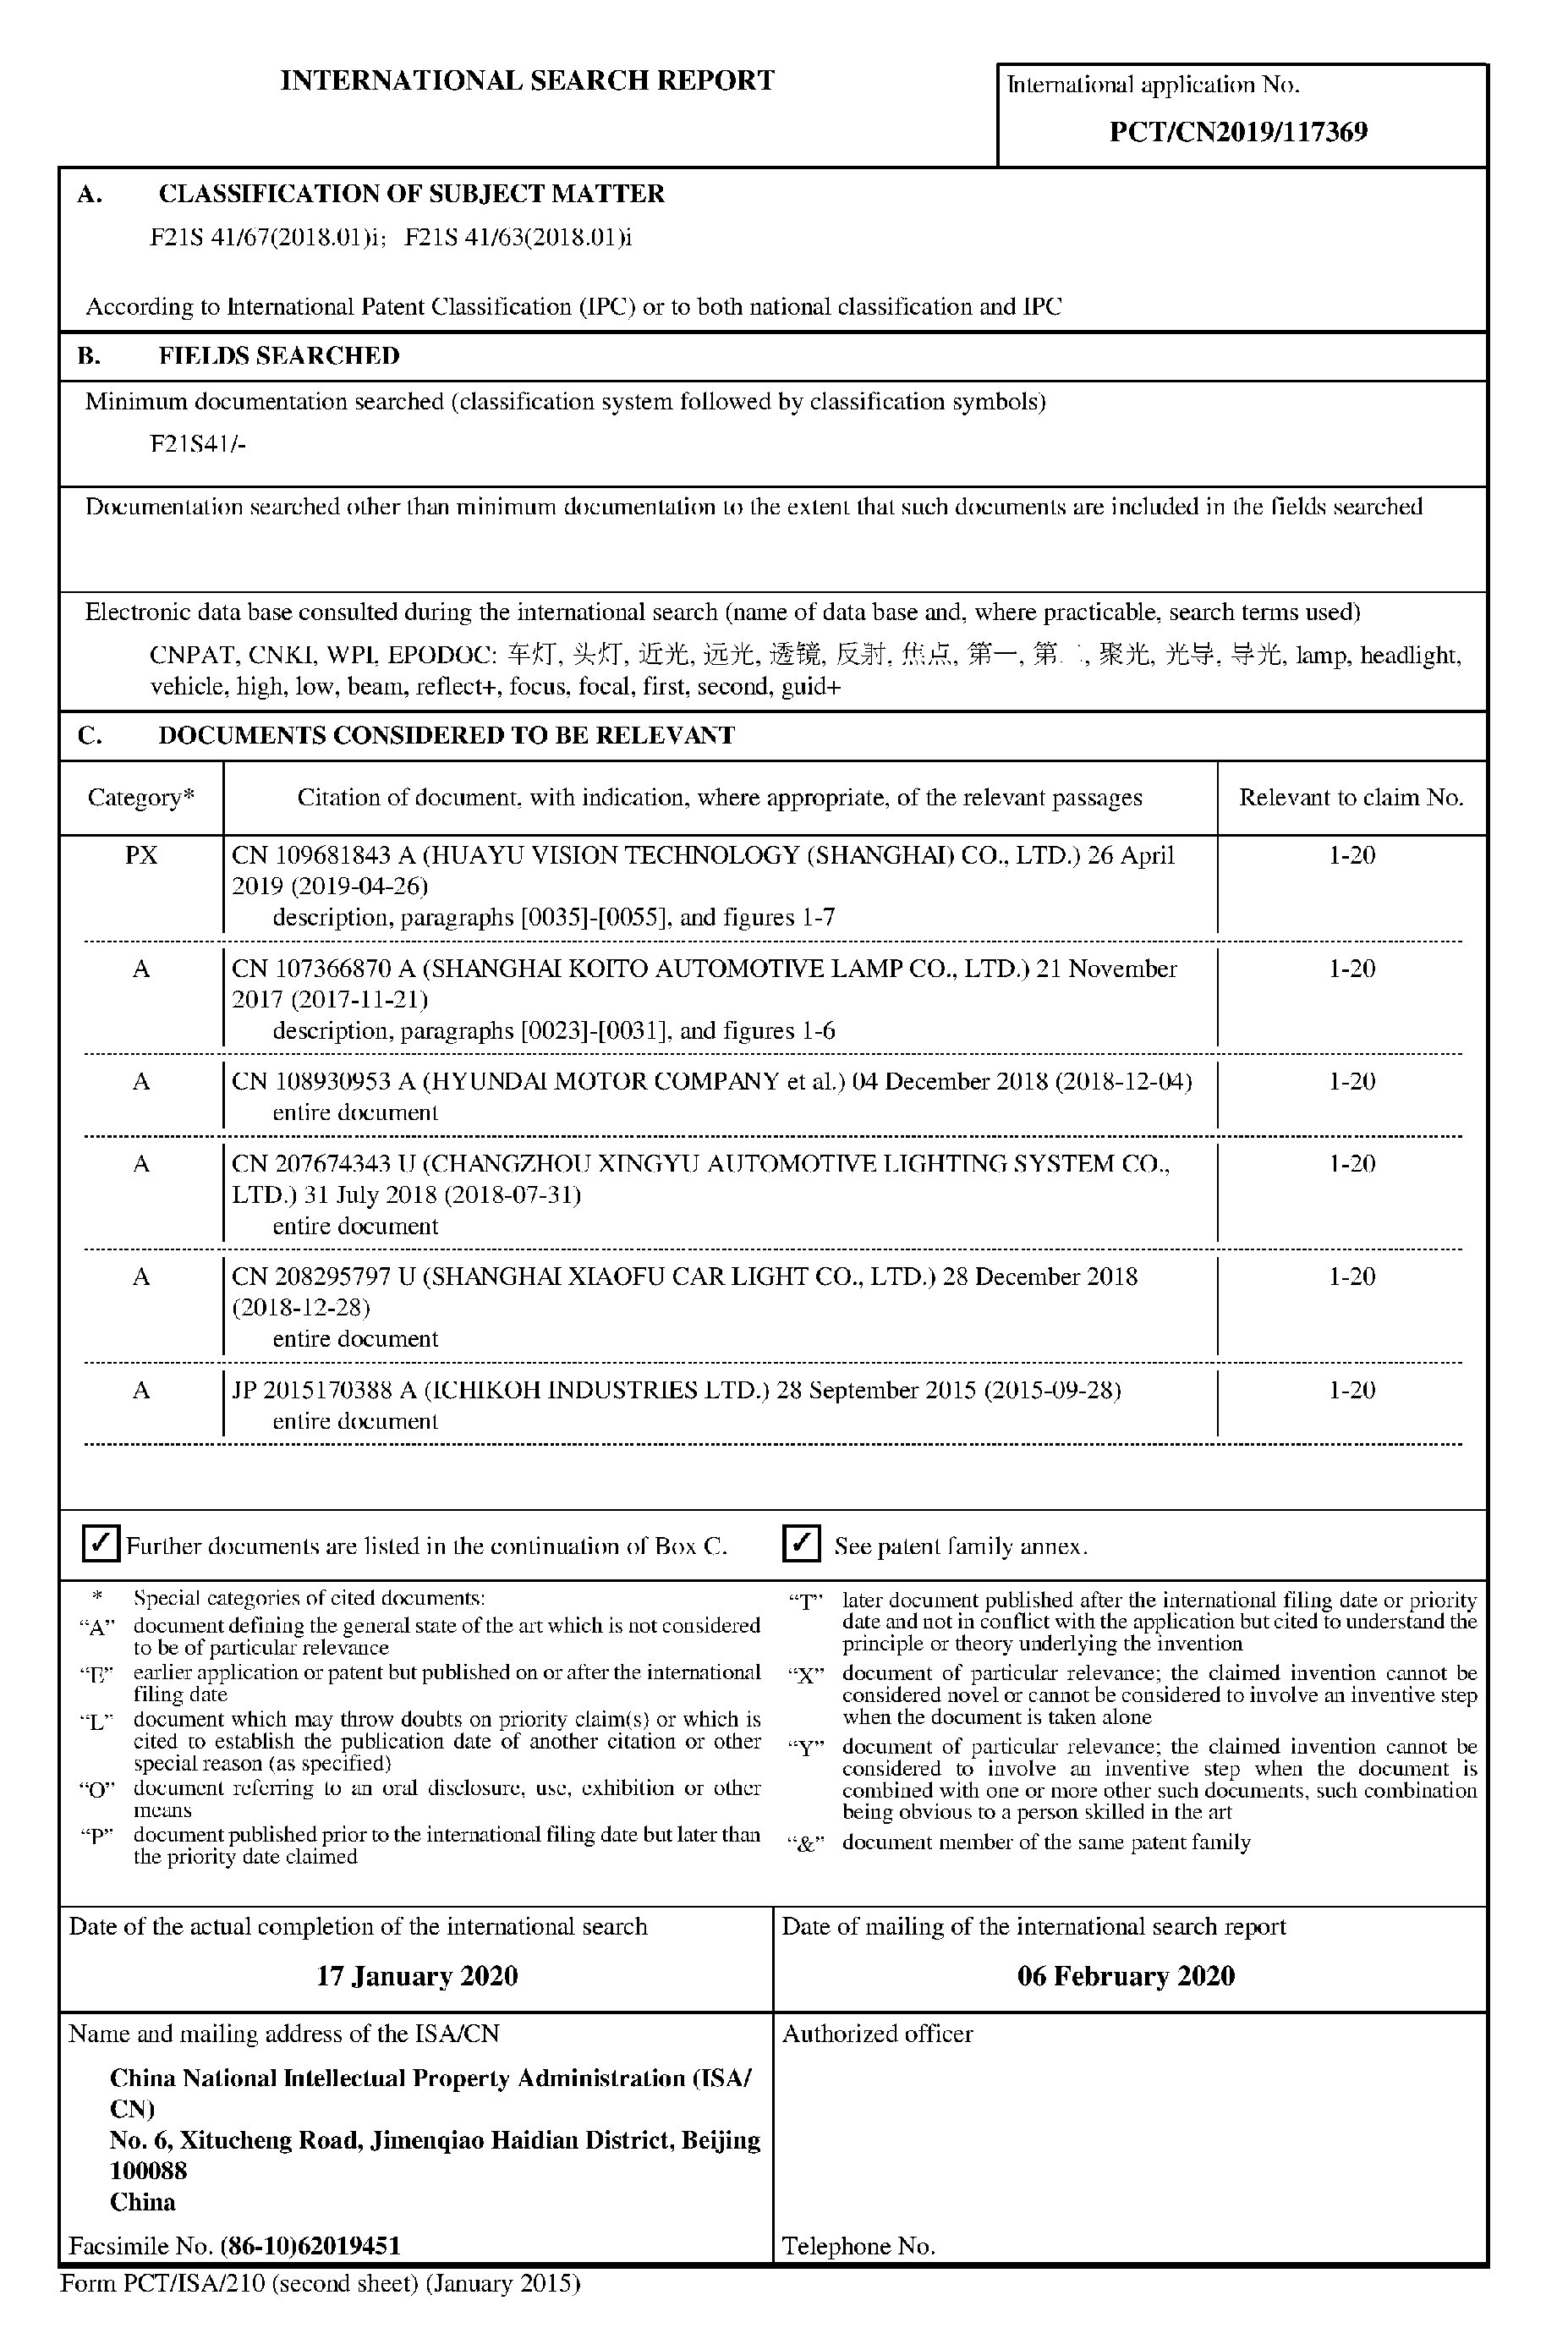 INTERNATIONAL SEARCH REPORT
International application No.
PCT/CN2019/117369
A. CLASSIFICATION OF SUBJECT MATTER
F21S 41/67(2018.01)i; F21S 41/63(2018.01)i
According to International Patent Classification (IPC) or to both national classification and IPC
B. FIELDS SEARCHED
Minimum documentation searched (classification system followed by classification symbols)
F21S41/-
Documentation searched other than minimum documentation to the extent that such documents are included in the fields searched
Electronic data base consulted during the international search (name of data base and, where practicable, search terms used)
CNPAT, CNKI, WPI, EPODOC: 车灯, 头灯, 近光, 远光, 透镜, 反射, 焦点, 第一, 第二, 聚光, 光导, 导光, lamp, headlight,
vehicle, high, low, beam, reflect+, focus, focal, first, second, guid+
C. DOCUMENTS CONSIDERED TO BE RELEVANT
Category* Citation of document, with indication, where appropriate, of the relevant passages Relevant to claim No.
PX CN 109681843 A (HUAYU VISION TECHNOLOGY (SHANGHAI) CO., LTD.) 26 April 1-20
2019 (2019-04-26)
description, paragraphs [0035]-[0055], and figures 1-7
A CN 107366870 A (SHANGHAI KOITO AUTOMOTIVE LAMP CO., LTD.) 21 November 1-20
2017 (2017-11-21)
description, paragraphs [0023]-[0031], and figures 1-6
A CN 108930953 A (HYUNDAI MOTOR COMPANY et al.) 04 December 2018 (2018-12-04) 1-20
entire document
A CN 207674343 U (CHANGZHOU XINGYU AUTOMOTIVE LIGHTING SYSTEM CO., 1-20
LTD.) 31 July 2018 (2018-07-31)
entire document
A CN 208295797 U (SHANGHAI XIAOFU CAR LIGHT CO., LTD.) 28 December 2018 1-20
(2018-12-28)
entire document
A JP 2015170388 A (ICHIKOH INDUSTRIES LTD.) 28 September 2015 (2015-09-28) 1-20
entire document
✓ Further documents are listed in the continuation of Box C. ✓ See patent family annex.
* Special categories of cited documents:
“A” document defining the general state of the art which is not considered
to be of particular relevance
“E” earlier application or patent but published on or after the international
filing date
“L” document which may throw doubts on priority claim(s) or which is
cited to establish the publication date of another citation or other
special reason (as specified)
“O” document referring to an oral disclosure, use, exhibition or other
means
“P” document published prior to the international filing date but later than
the priority date claimed
“T” later document published after the international filing date or priority
date and not in conflict with the application but cited to understand the
principle or theory underlying the invention
“X” document of particular relevance; the claimed invention cannot be
considered novel or cannot be considered to involve an inventive step
when the document is taken alone
“Y” document of particular relevance; the claimed invention cannot be
considered to involve an inventive step when the document is
combined with one or more other such documents, such combination
being obvious to a person skilled in the art
“&” document member of the same patent family
Date of the actual completion of the international search
17 January 2020
Date of mailing of the international search report
06 February 2020
Name and mailing address of the ISA/CN
China National Intellectual Property Administration (ISA/
CN)
No. 6, Xitucheng Road, Jimenqiao Haidian District, Beijing
100088
China
Facsimile No. (86-10)62019451
Authorized officer
Telephone No.
Form PCT/ISA/210 (second sheet) (January 2015)